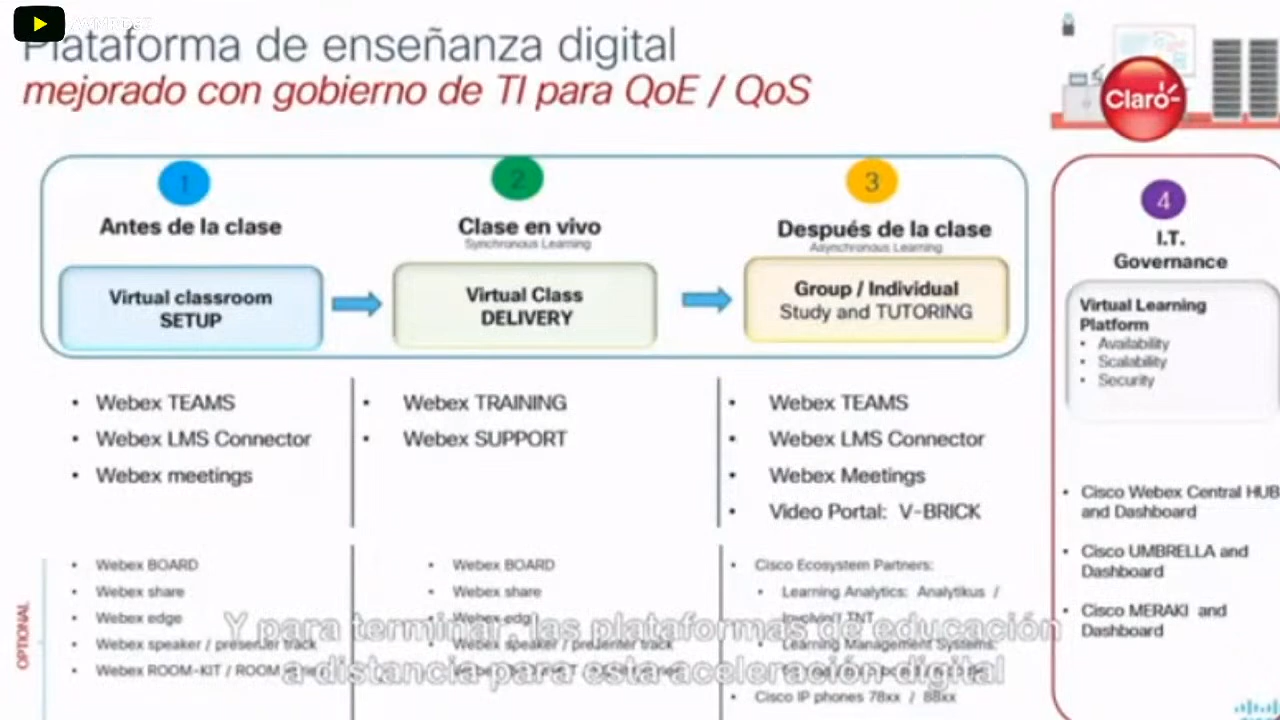 Plataforma de enseñanza digital
mejorado con gobierno de TI para QoE / QoS
Claro-
1
Antes de la clase
Virtual classroom
SETUP
2
Clase en vivo
Synchronous Learning
Virtual Class
DELIVERY
3
Después de la clase
Asynchronous Learning
Group / Individual
Study and TUTORING
4
I.T.
Governance
Virtual Learning
Platform
• Availability
• Scalability
• Security
• Webex TEAMS
• Webex LMS Connector
• Webex meetings
• Webex TRAINING
• Webex SUPPORT
• Webex TEAMS
• Webex LMS Connector
• Webex Meetings
• Video Portal: V-BRICK
• Cisco Webex Central HUB
and Dashboard
• Cisco UMBRELLA and
Dashboard
• Cisco MERAKI and
Dashboard
OPTIONAL
• Webex BOARD
• Webex share
• Webex edge
• Webex speaker / presenter track
• Webex ROOM-KIT / ROOM
• Webex BOARD
• Webex share
• Webex edge
• Webex speaker / presenter track
• Cisco Ecosystem Partners:
• Learning Analytics: Analytikus /
TNT
• Learning Management Systems:
• Cisco IP phones 78xx / 88xx
Y para terminar, las plataformas de educación
a distancia para esta aceleración digital